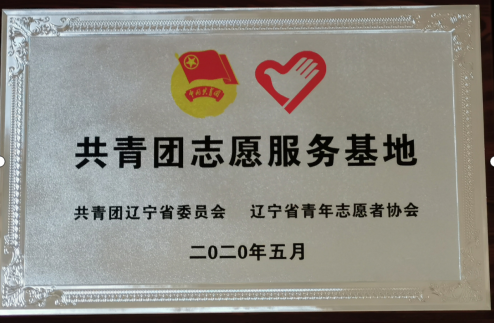 中国共青团
共青团志愿服务基地
共青团辽宁省委员会 辽宁省青年志愿者协会
二0二0年五月